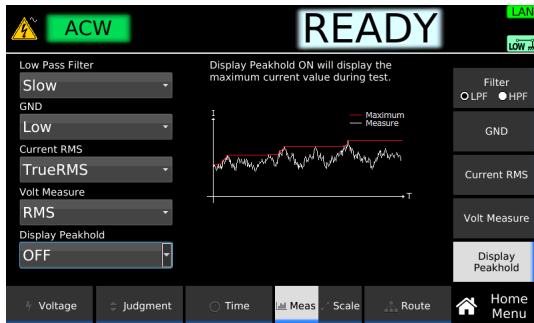 ACW
READY
LAN
LOW
Low Pass Filter
Slow
GND
Low
Current RMS
TrueRMS
Volt Measure
RMS
Display Peakhold
OFF
Display Peakhold ON will display the
maximum current value during test.
I
Maximum
Measure
T
Filter
LPF HPF
GND
Current RMS
Volt Measure
Display
Peakhold
Voltage
Judgment
Time
Meas
Scale
Route
Home
Menu